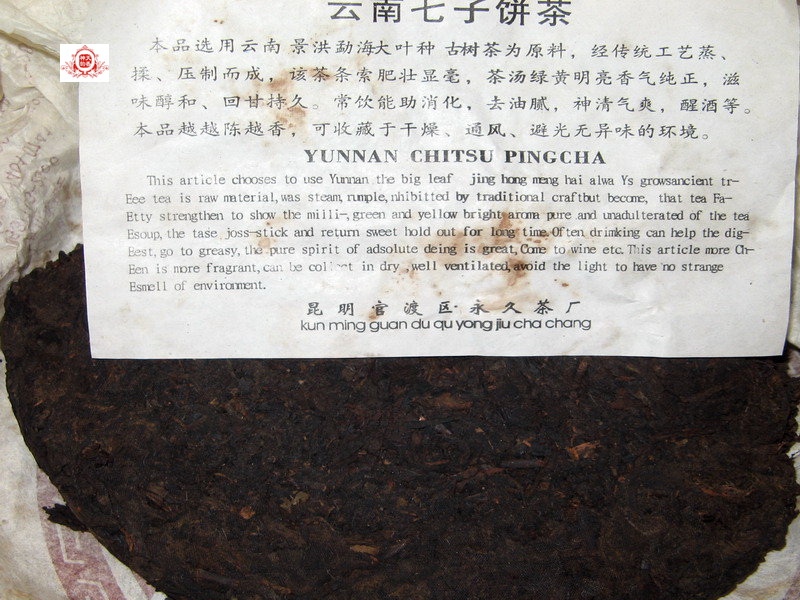 云南七子饼茶
本品选用云南 景洪勐海大叶种 古树茶为原料，经传统工艺蒸、
揉、压制而成，该茶条索肥壮显毫，茶汤绿黄明亮香气纯正，滋
味醇和、回甘持久。常饮能助消化，去油腻，神清气爽，醒酒等。
本品越越陈越香，可收藏于干燥、通风、避光无异味的环境。
YUNNAN CHITSU PINGCHA
This article chooses to use Yunnan the big leaf jing hong meng hai alwa Ys growsancient tr-
Eee tea is raw material, was steam, rumple, nhibitted by traditional craftbut become, that tea Fa-
Etty strengthen to show the milli-, green and yellow bright aroma pure and unadulterated of the tea
Esoup, the tase joss-stick and return sweet hold out for long time. Often drimking can help the dig-
Eest, go to greasy, the pure spirit of adsolute deing is great, Come to wine etc. This article more Ch-
Een is more fragrant, can be in dry , well ventilated, avoid the light to have no strange
Esmell of environment.
昆明官渡区永久茶厂
kun ming guan du qu yong jiu cha chang